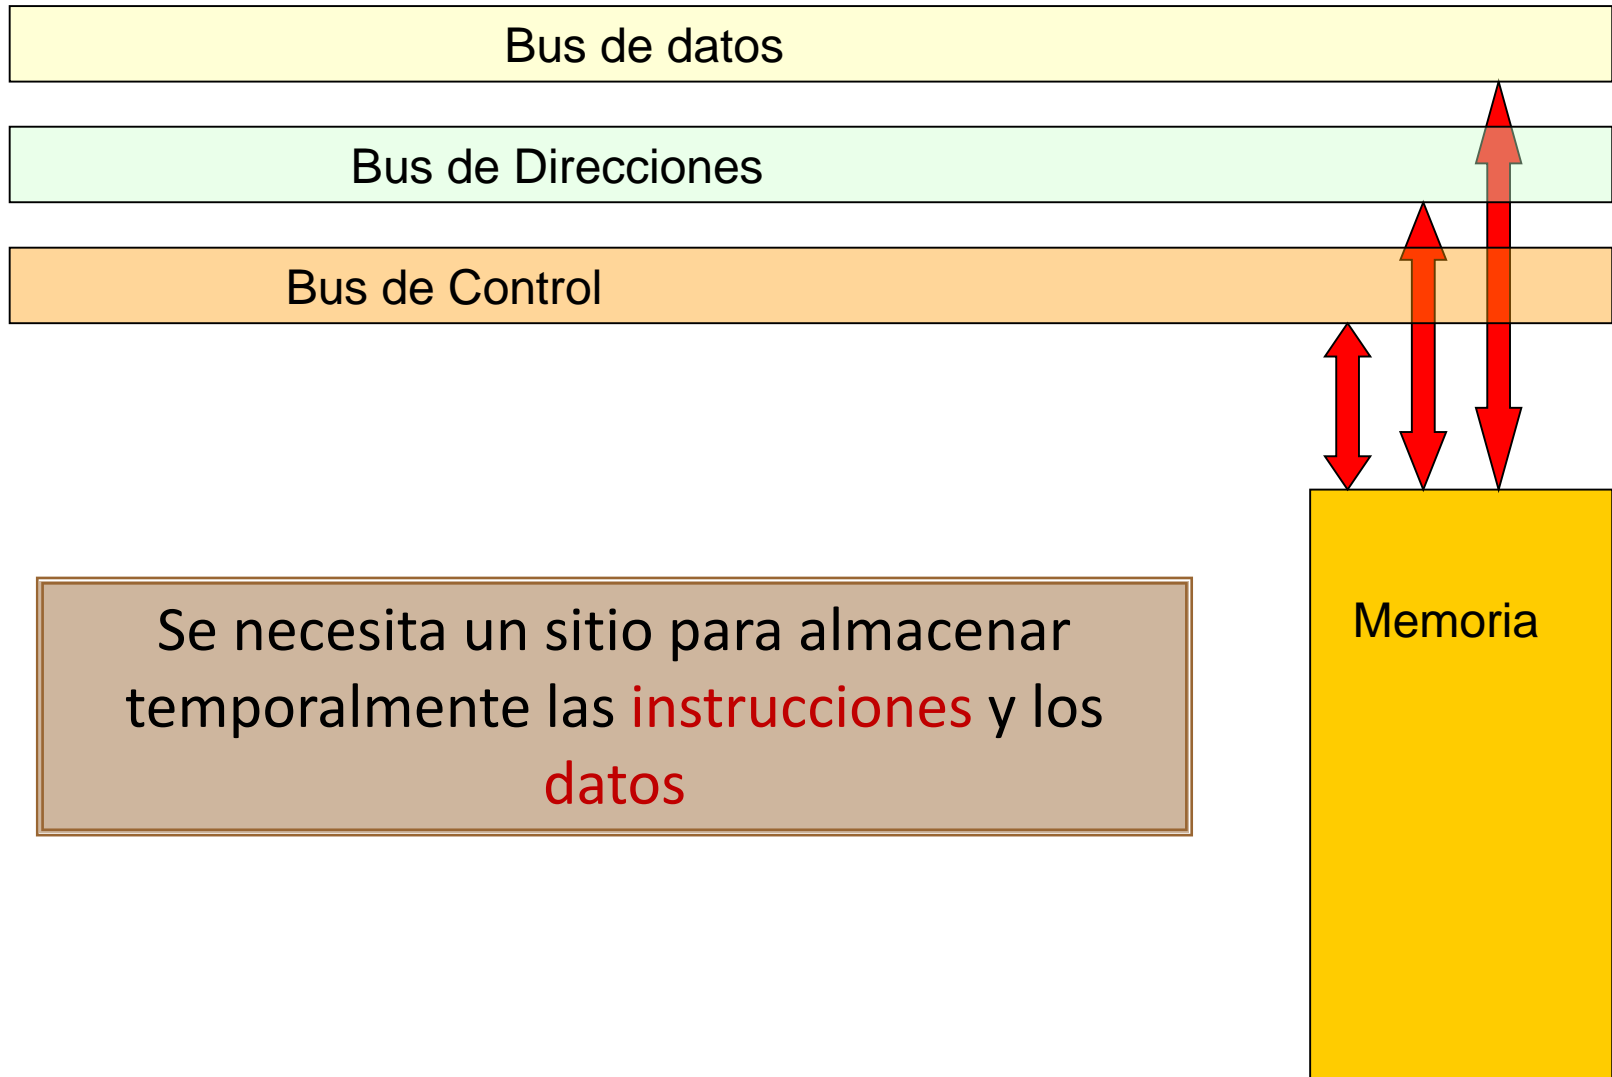 Bus de datos
Bus de Direcciones
Bus de Control
Se necesita un sitio para almacenar
temporalmente las instrucciones y los
datos
Memoria